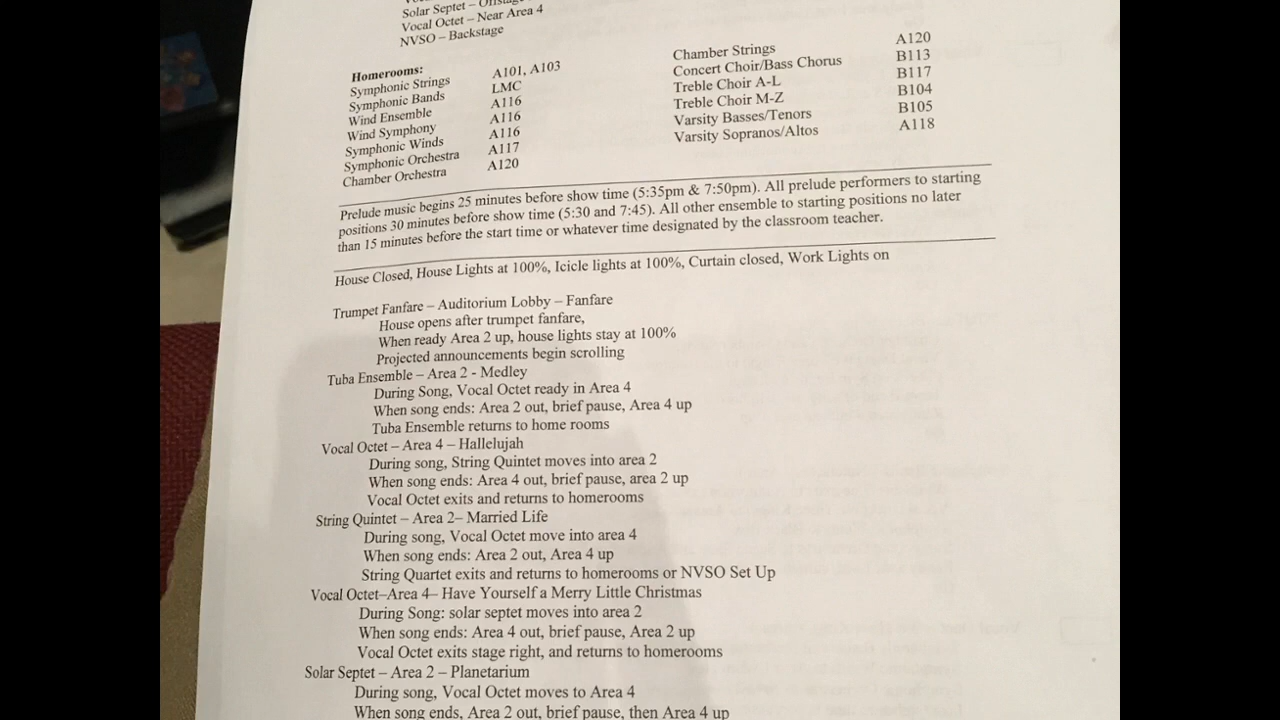 Solar Septet –
Vocal Octet – Near Area 4
NVSO – Backstage
Homerooms:
Symphonic Strings A101, A103
Symphonic Bands LMC
Wind Ensemble A116
Wind Symphony A116
Symphonic Winds A116
Symphonic Orchestra A117
Chamber Orchestra A120
Chamber Strings A120
Concert Choir/Bass Chorus B113
Treble Choir A-L B117
Treble Choir M-Z B104
Varsity Basses/Tenors B105
Varsity Sopranos/Altos A118
Prelude music begins 25 minutes before show time (5:35pm & 7:50pm). All prelude performers to starting
positions 30 minutes before show time (5:30 and 7:45). All other ensemble to starting positions no later
than 15 minutes before the start time or whatever time designated by the classroom teacher.
House Closed, House Lights at 100%, Icicle lights at 100%, Curtain closed, Work Lights on
Trumpet Fanfare – Auditorium Lobby – Fanfare
House opens after trumpet fanfare,
When ready Area 2 up, house lights stay at 100%
Projected announcements begin scrolling
Tuba Ensemble – Area 2 - Medley
During Song, Vocal Octet ready in Area 4
When song ends: Area 2 out, brief pause, Area 4 up
Tuba Ensemble returns to home rooms
Vocal Octet – Area 4 – Hallelujah
During song, String Quintet moves into area 2
When song ends: Area 4 out, brief pause, area 2 up
Vocal Octet exits and returns to homerooms
String Quintet – Area 2– Married Life
During song, Vocal Octet move into area 4
When song ends: Area 2 out, Area 4 up
String Quartet exits and returns to homerooms or NVSO Set Up
Vocal Octet–Area 4– Have Yourself a Merry Little Christmas
During Song: solar septet moves into area 2
When song ends: Area 4 out, brief pause, Area 2 up
Vocal Octet exits stage right, and returns to homerooms
Solar Septet – Area 2 – Planetarium
During song, Vocal Octet moves to Area 4
When song ends, Area 2 out, brief pause, then Area 4 up